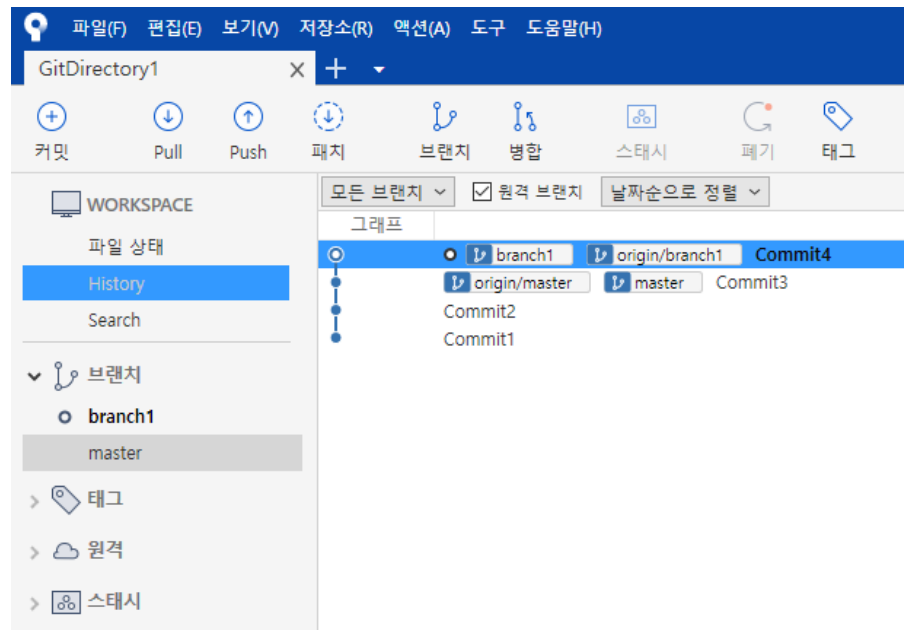 파일(F) 편집(E) 보기(V) 저장소(R) 액션(A) 도구 도움말(H)
GitDirectory1
커밋 Pull Push 패치 브랜치 병합 스태시 폐기 태그
WORKSPACE
파일 상태
History
Search
브랜치
branch1
master
태그
원격
스태시
모든 브랜치 원격 브랜치 날짜순으로 정렬
그래프
branch1 origin/branch1 Commit4
origin/master master Commit3
Commit2
Commit1